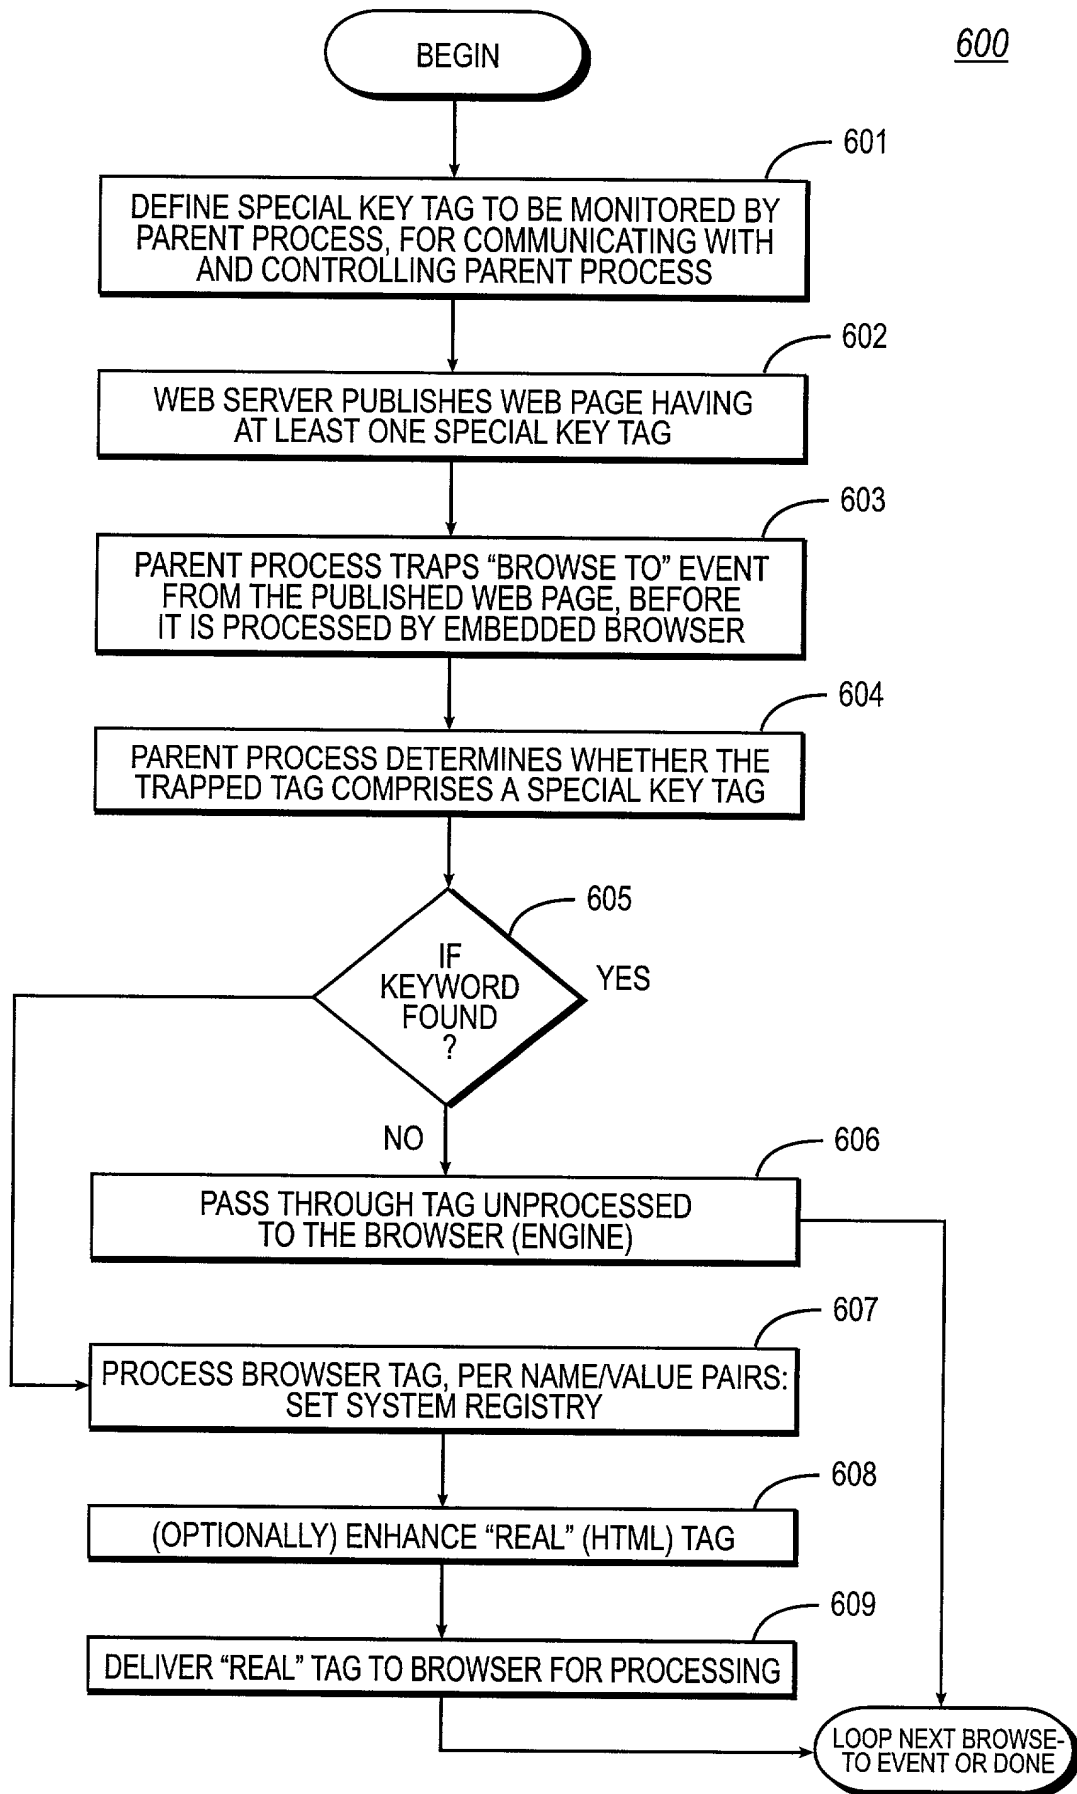 600
BEGIN
601
DEFINE SPECIAL KEY TAG TO BE MONITORED BY
PARENT PROCESS, FOR COMMUNICATING WITH
AND CONTROLLING PARENT PROCESS
602
WEB SERVER PUBLISHES WEB PAGE HAVING
AT LEAST ONE SPECIAL KEY TAG
603
PARENT PROCESS TRAPS “BROWSE TO” EVENT
FROM THE PUBLISHED WEB PAGE, BEFORE
IT IS PROCESSED BY EMBEDDED BROWSER
604
PARENT PROCESS DETERMINES WHETHER THE
TRAPPED TAG COMPRISES A SPECIAL KEY TAG
605
IF
KEYWORD
FOUND
?
YES
NO
606
PASS THROUGH TAG UNPROCESSED
TO THE BROWSER (ENGINE)
607
PROCESS BROWSER TAG, PER NAME/VALUE PAIRS:
SET SYSTEM REGISTRY
608
(OPTIONALLY) ENHANCE “REAL” (HTML) TAG
609
DELIVER “REAL” TAG TO BROWSER FOR PROCESSING
LOOP NEXT BROWSE-
TO EVENT OR DONE